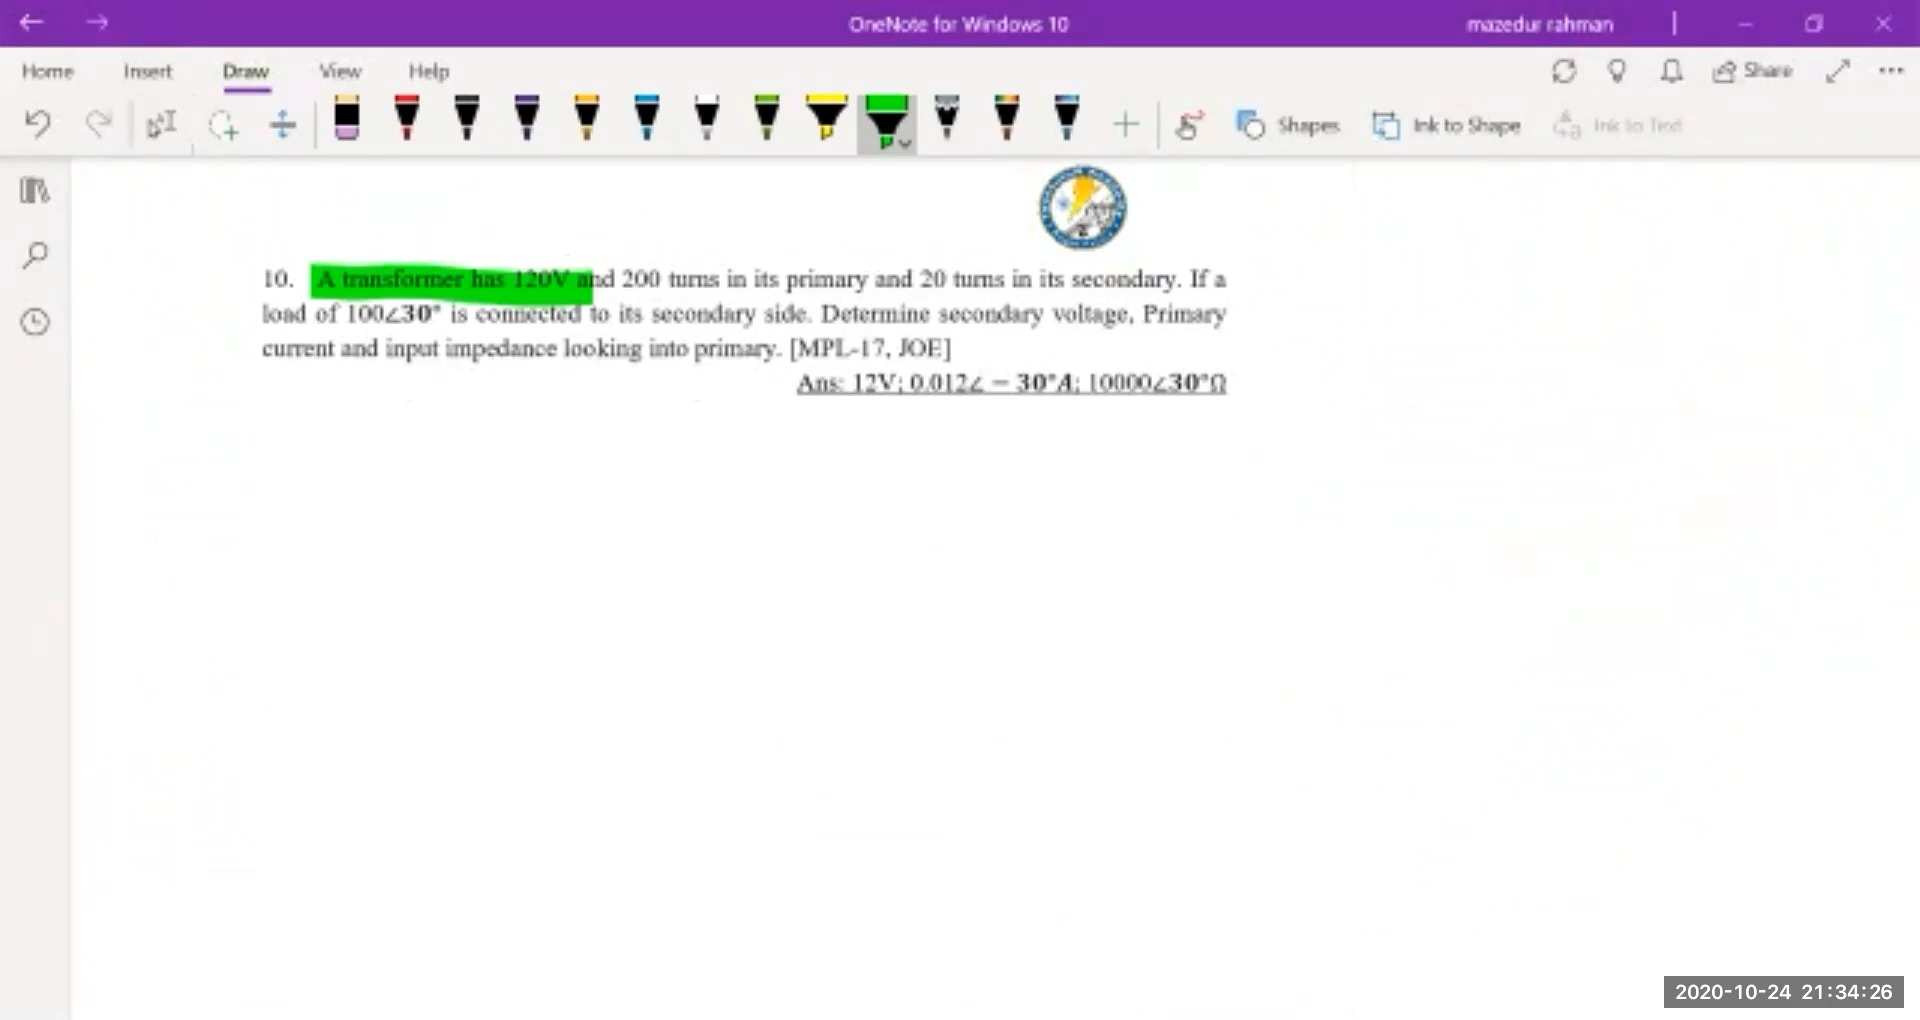 OneNote for Windows 10
mazedur rahman
Home Insert Draw View Help
Share
Shapes Ink to Shape Ink to Text
10. A transformer has 120V and 200 turns in its primary and 20 turns in its secondary. If a
load of 100∠30° is connected to its secondary side. Determine secondary voltage, Primary
current and input impedance looking into primary. [MPL-17, JOE]
Ans: 12V; 0.012∠ − 30°A; 10000∠30°Ω
2020-10-24 21:34:26